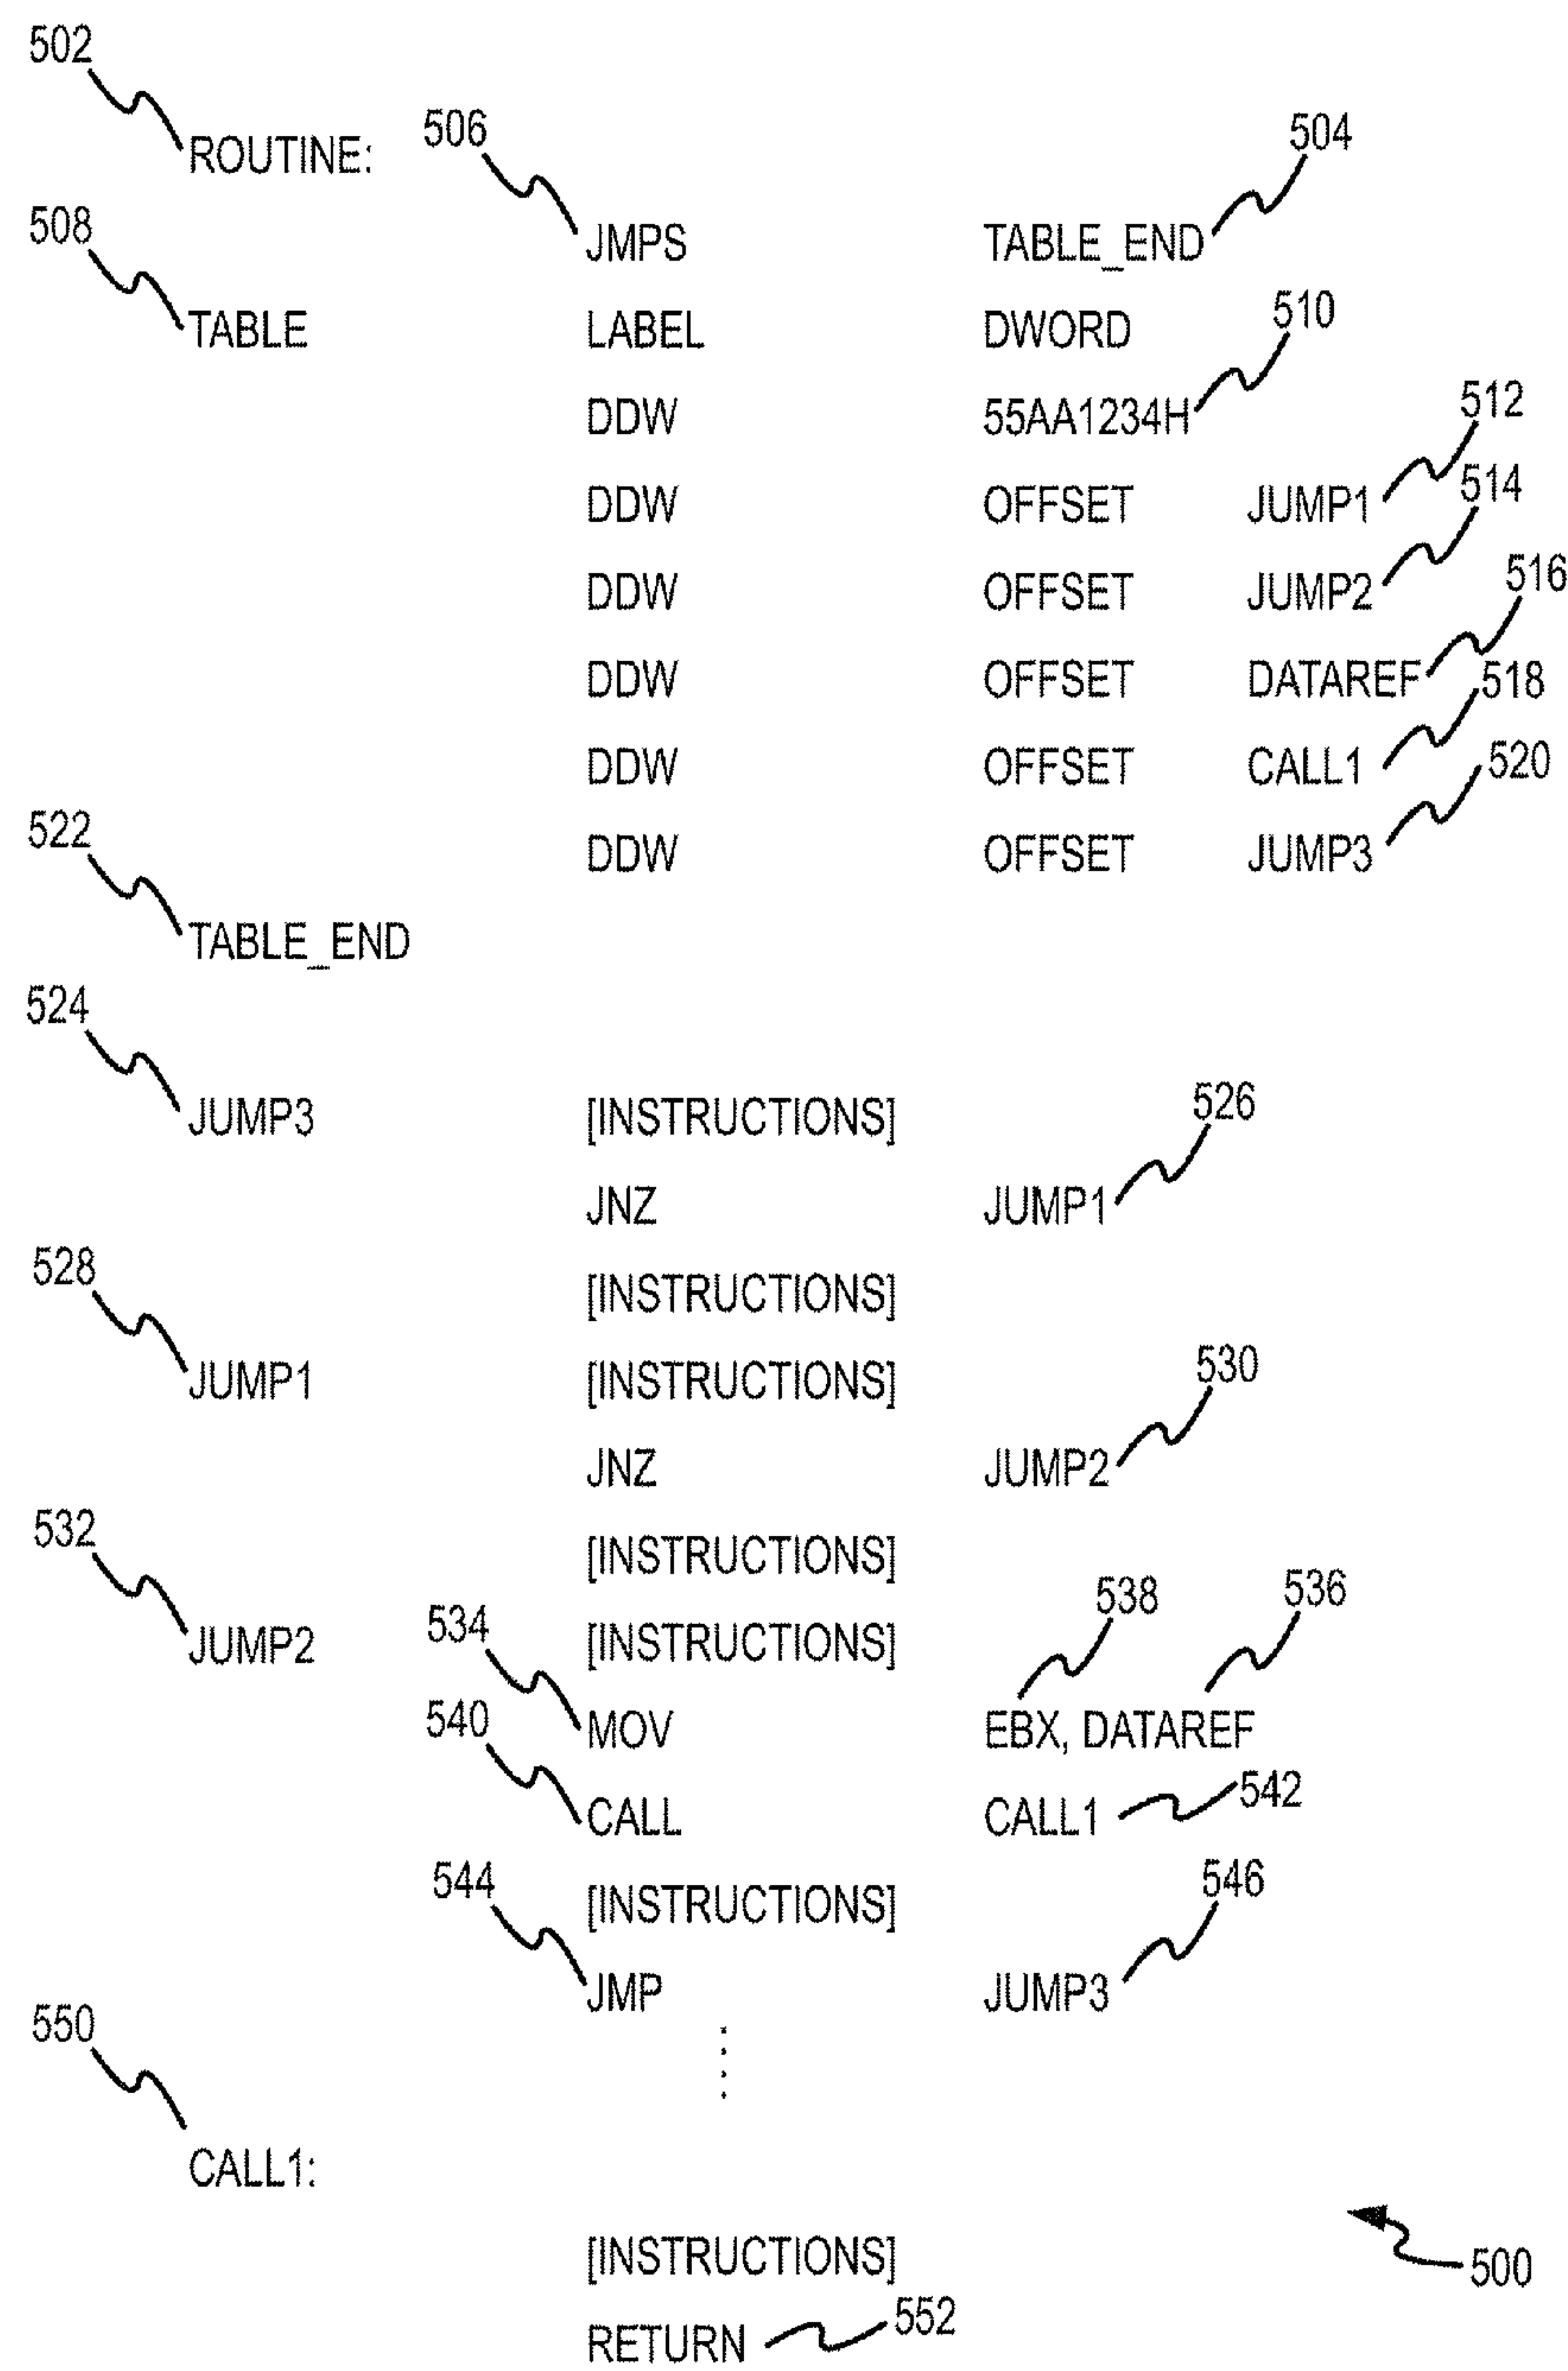 502
ROUTINE: 506 504
508 JMPS TABLE_END
TABLE LABEL DWORD 510
DDW 55AA1234H 512
DDW OFFSET JUMP1 514
DDW OFFSET JUMP2 516
DDW OFFSET DATAREF 518
DDW OFFSET CALL1 520
522 DDW OFFSET JUMP3
TABLE_END
524
JUMP3 [INSTRUCTIONS] 526
JNZ JUMP1
528 [INSTRUCTIONS]
JUMP1 [INSTRUCTIONS] 530
JNZ JUMP2
532 [INSTRUCTIONS] 538 536
JUMP2 534 [INSTRUCTIONS]
540 MOV EBX, DATAREF
CALL CALL1 542
544 [INSTRUCTIONS] 546
JMP JUMP3
550
CALL1:
[INSTRUCTIONS] 500
RETURN 552